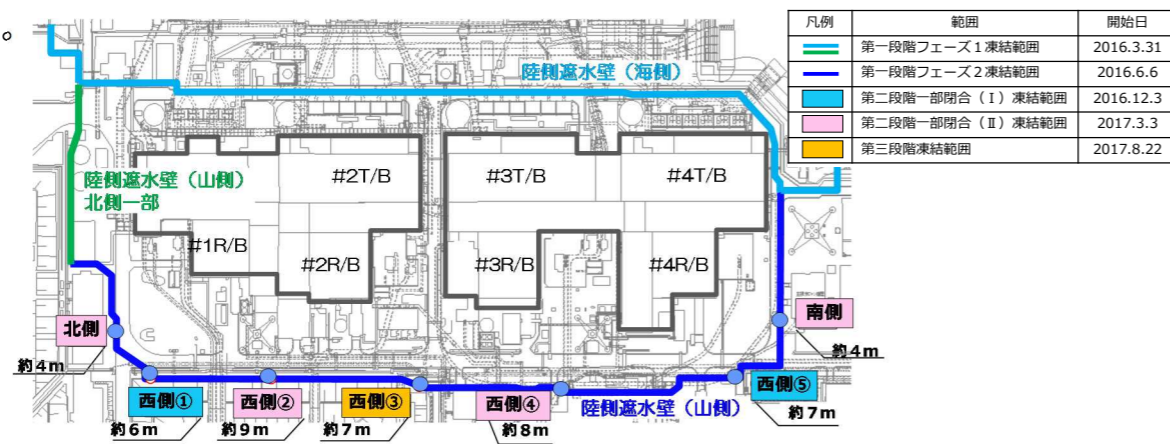 。
凡例 範囲 開始日
第一段階フェーズ1凍結範囲 2016.3.31
第一段階フェーズ2凍結範囲 2016.6.6
第二段階一部閉合（Ⅰ）凍結範囲 2016.12.3
第二段階一部閉合（Ⅱ）凍結範囲 2017.3.3
第三段階凍結範囲 2017.8.22
陸側遮水壁（海側）
陸側遮水壁（山側）
北側一部
#2T/B
#3T/B
#4T/B
#1R/B
#2R/B
#3R/B
#4R/B
北側
約4m
南側
約4m
西側①
約6m
西側②
約9m
西側③
約7m
西側④
約8m
西側⑤
約7m
陸側遮水壁（山側）